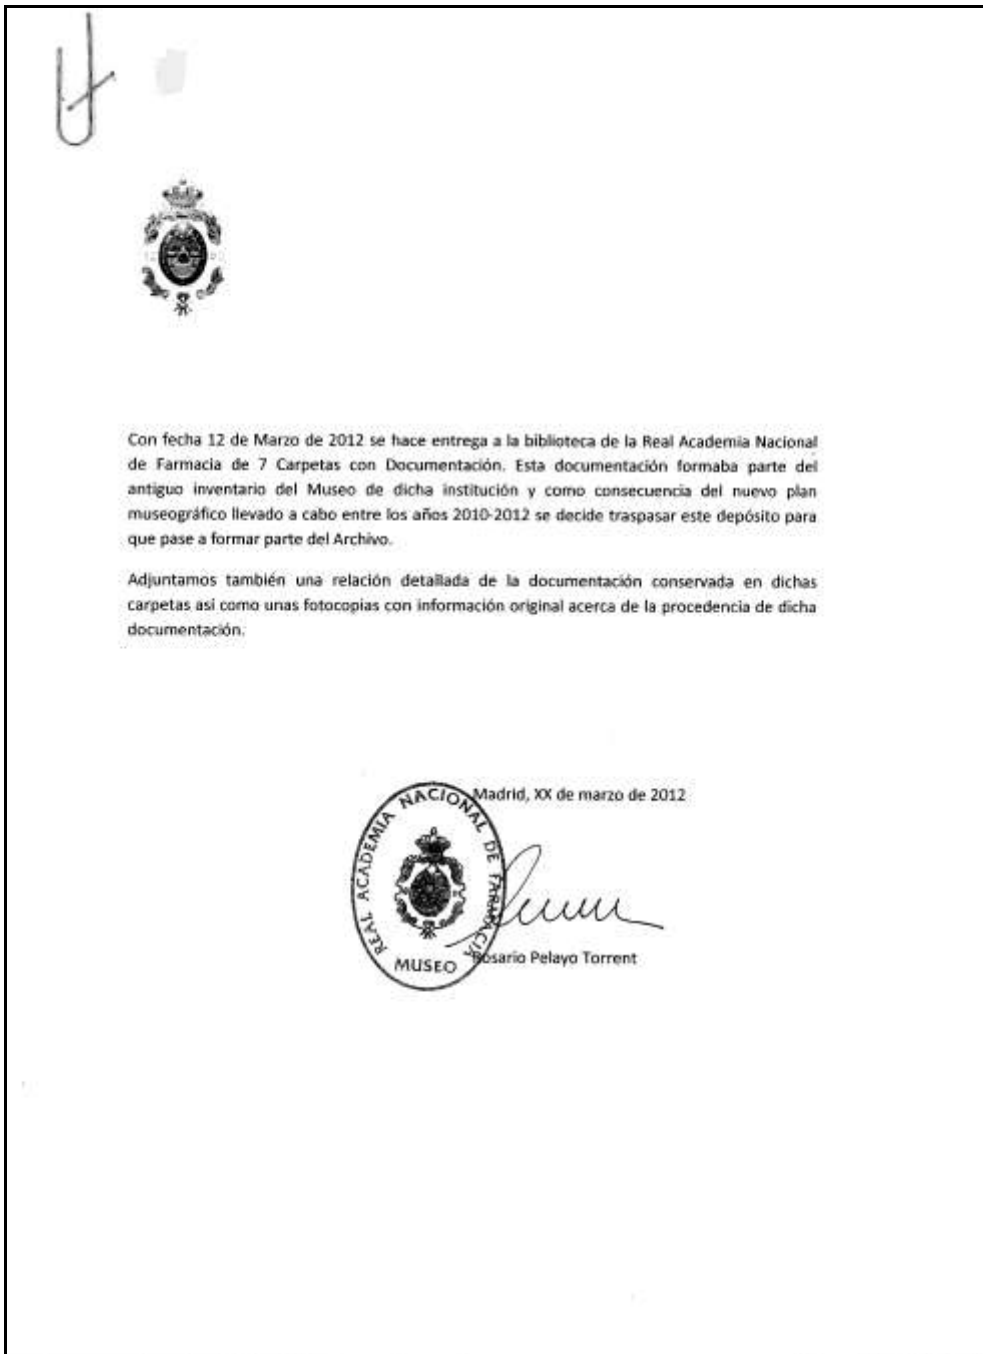 Con fecha 12 de Marzo de 2012 se hace entrega a la biblioteca de la Real Academia Nacional
de Farmacia de 7 Carpetas con Documentación. Esta documentación formaba parte del
antiguo inventario del Museo de dicha institución y como consecuencia del nuevo plan
museográfico llevado a cabo entre los años 2010-2012 se decide traspasar este depósito para
que pase a formar parte del Archivo.
Adjuntamos también una relación detallada de la documentación conservada en dichas
carpetas así como unas fotocopias con información original acerca de la procedencia de dicha
documentación.
Madrid, XX de marzo de 2012
REAL ACADEMIA NACIONAL DE FARMACIA
MUSEO
Rosario Pelayo Torrent